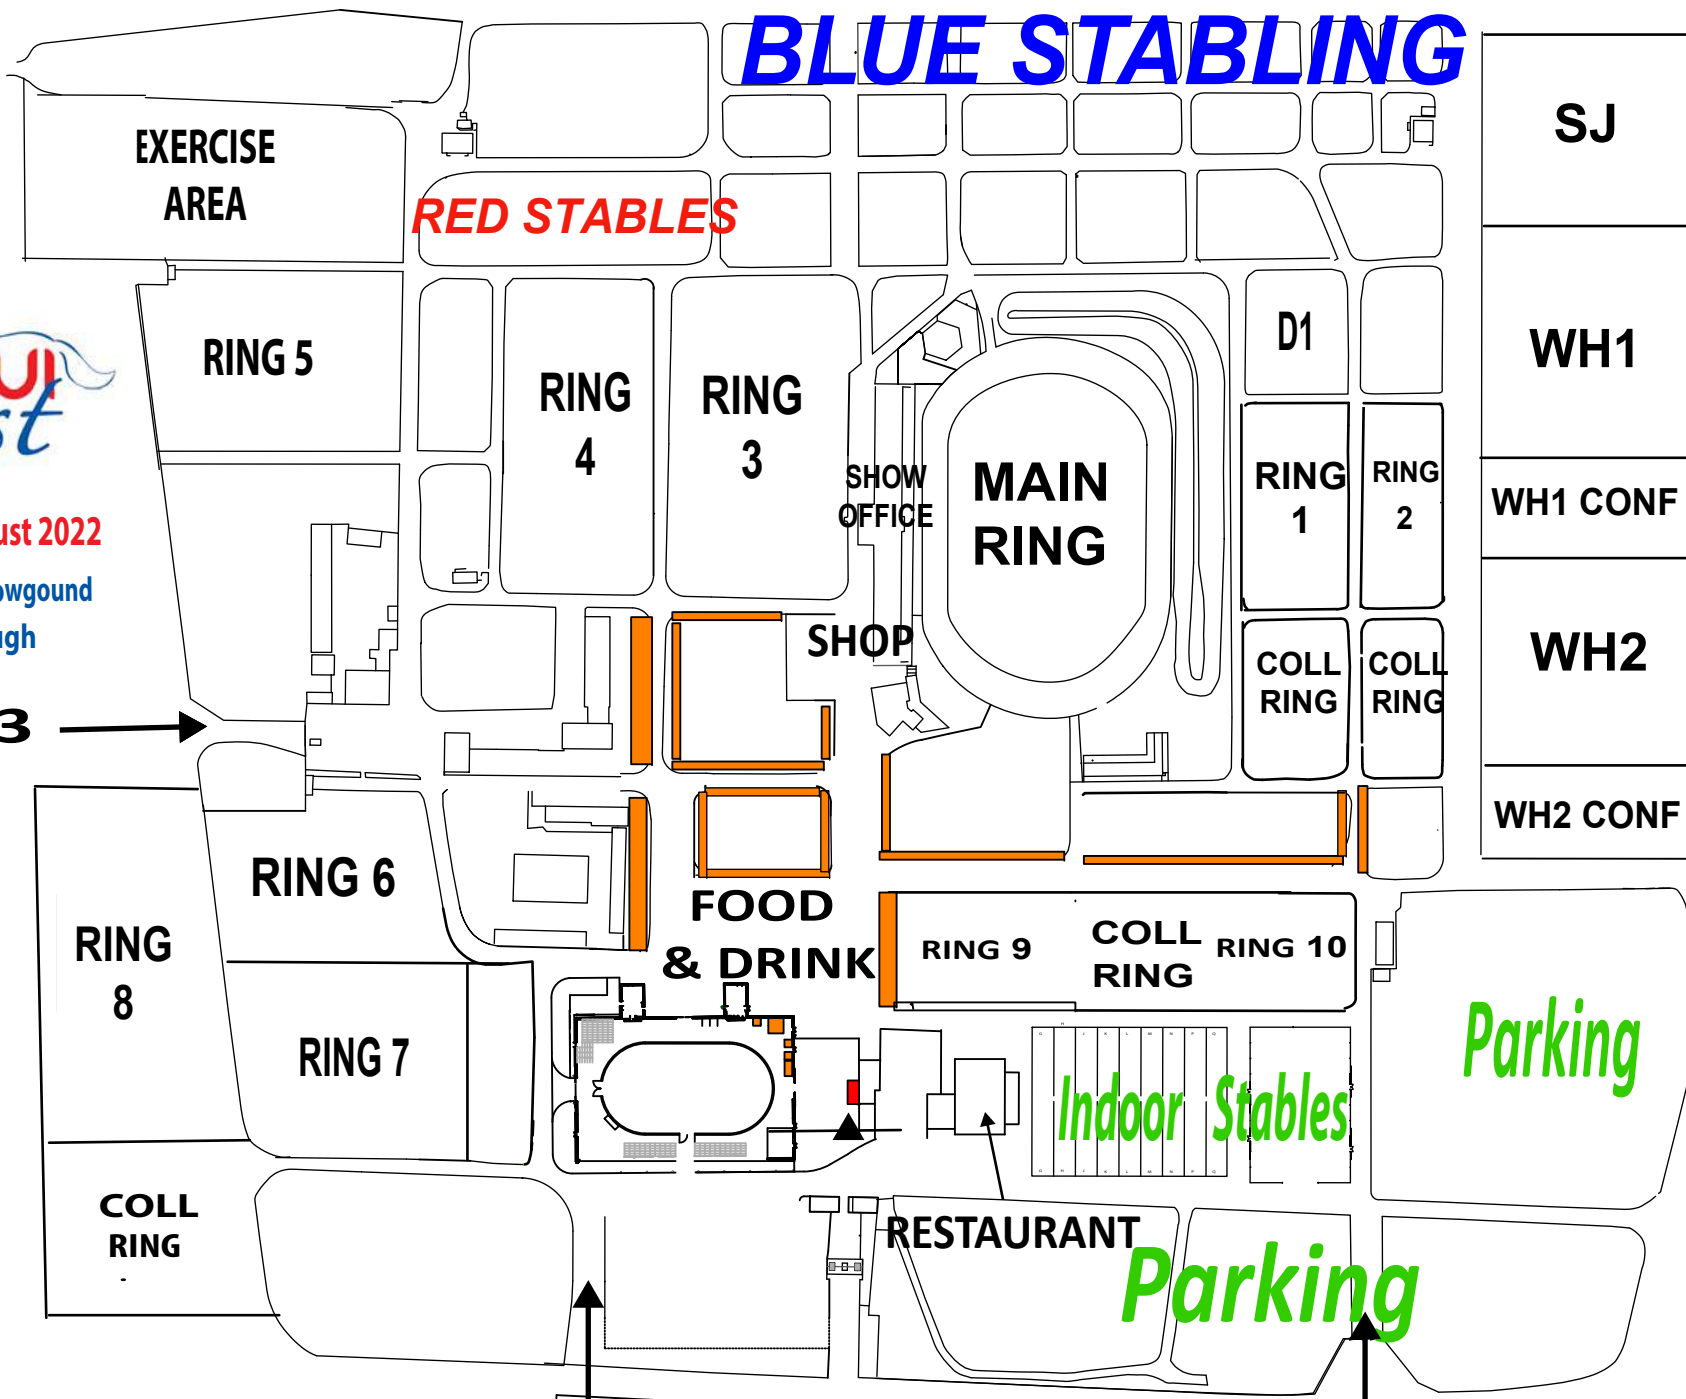 BLUE STABLING
EXERCISE
AREA
SJ
RED STABLES
RING 5
RING
4
RING
3
D1
WH1
SHOW
OFFICE
MAIN
RING
RING
1
RING
2
WH1 CONF
ust 2022
owgound
ugh
SHOP
COLL
RING
COLL
RING
WH2
3
WH2 CONF
RING 6
RING
8
FOOD
& DRINK
RING 9
COLL
RING
RING 10
RING 7
Parking
Indoor Stables
COLL
RING
RESTAURANT
Parking